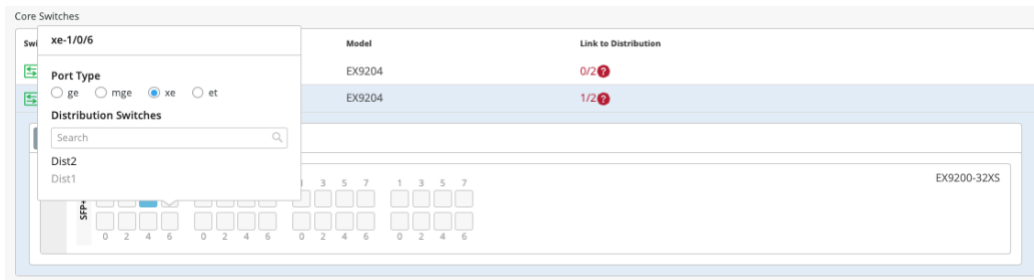 Core Switches
xe-1/0/6
Model
Link to Distribution
EX9204
0/2?
Port Type
ge mge xe et
EX9204
1/2?
Distribution Switches
Search
Dist2
Dist1
EX9200-32XS
3 5 7 1 3 5 7
0 2 4 6 0 2 4 6 0 2 4 6 0 2 4 6